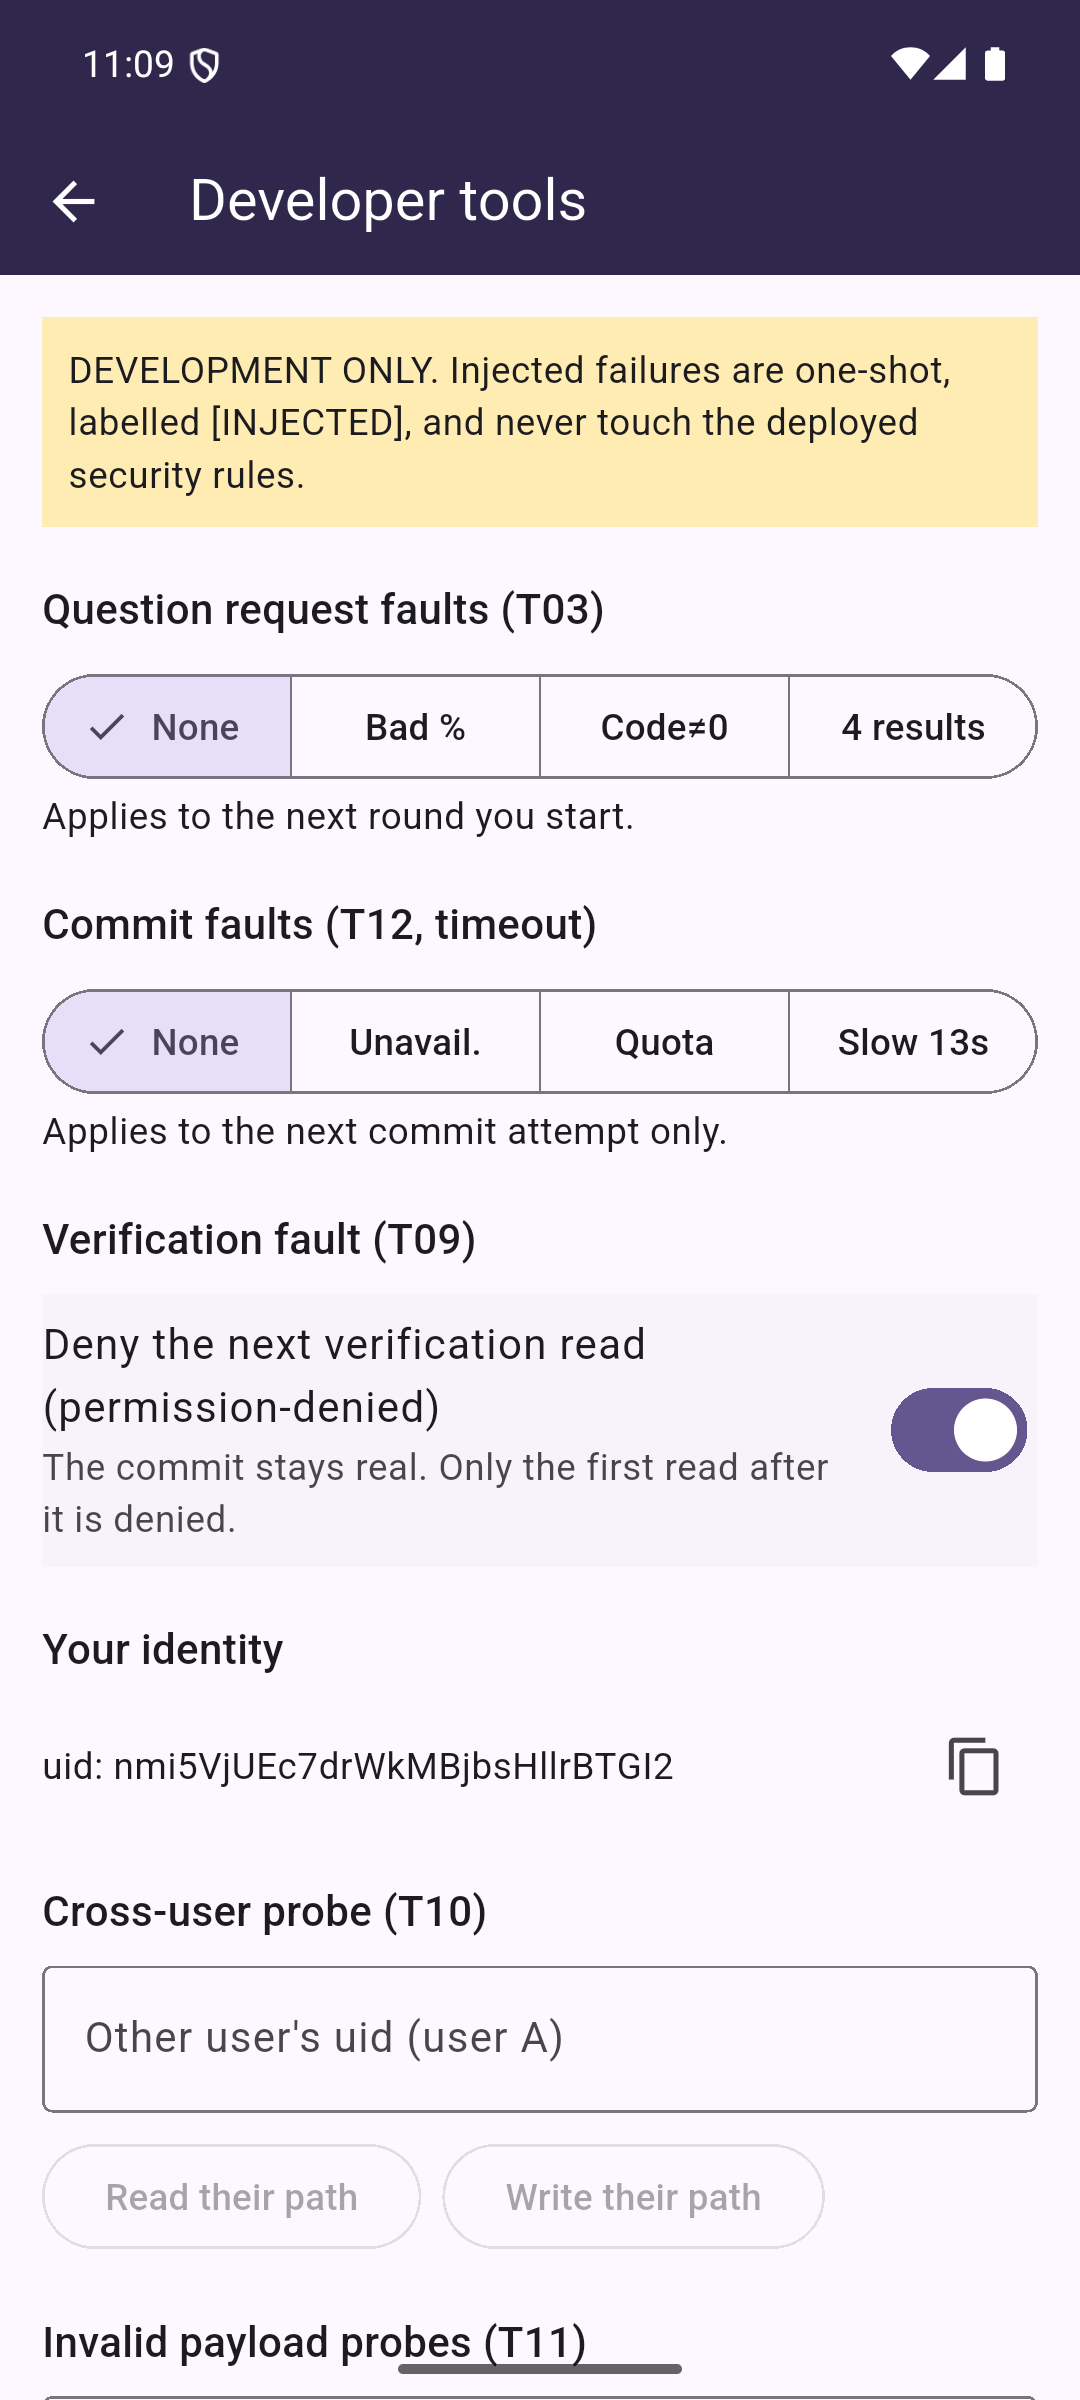 11:09
Developer tools
DEVELOPMENT ONLY. Injected failures are one-shot,
labelled [INJECTED], and never touch the deployed
security rules.
Question request faults (T03)
None
Bad %
Code≠0
4 results
Applies to the next round you start.
Commit faults (T12, timeout)
None
Unavail.
Quota
Slow 13s
Applies to the next commit attempt only.
Verification fault (T09)
Deny the next verification read
(permission-denied)
The commit stays real. Only the first read after
it is denied.
Your identity
uid: nmi5VjUEc7drWkMBjbsHllrBTGI2
Cross-user probe (T10)
Other user's uid (user A)
Read their path
Write their path
Invalid payload probes (T11)